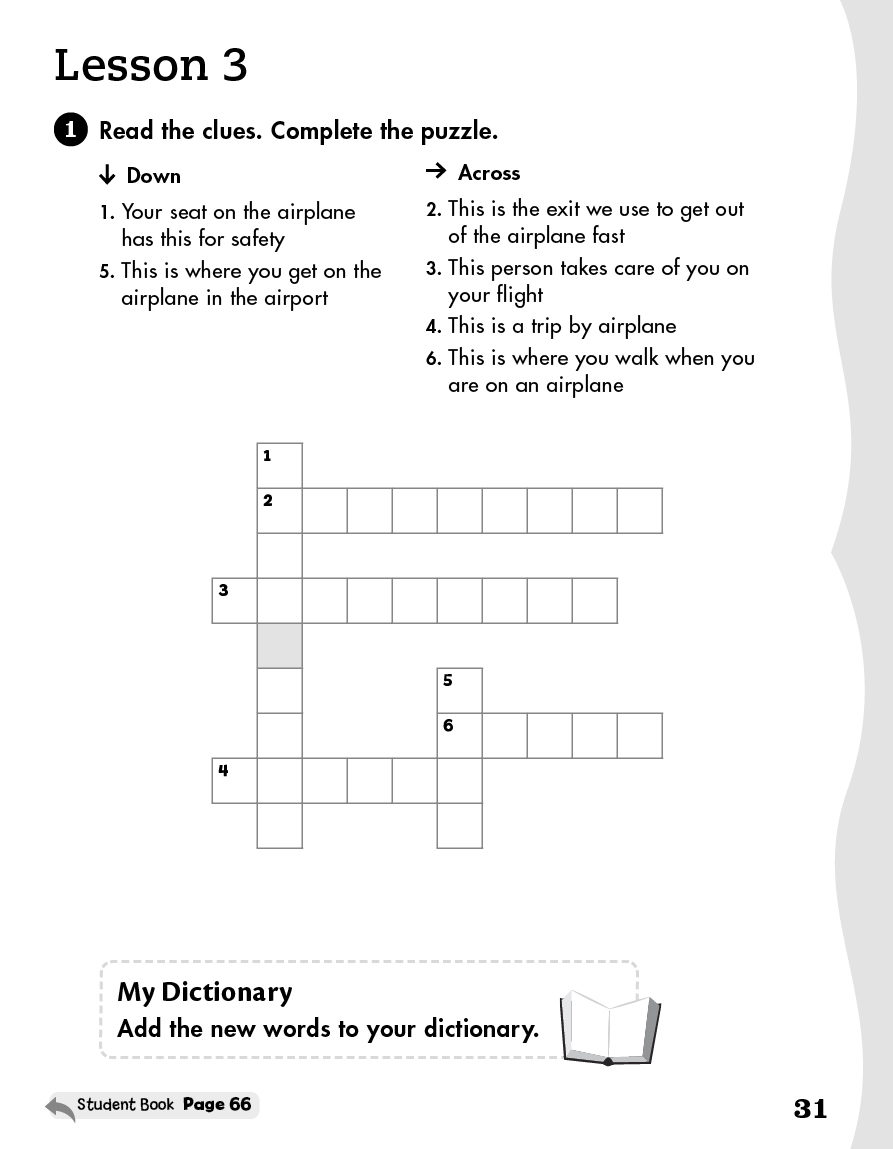 Lesson 3
1 Read the clues. Complete the puzzle.
↓ Down
1. Your seat on the airplane
has this for safety
5. This is where you get on the
airplane in the airport
→ Across
2. This is the exit we use to get out
of the airplane fast
3. This person takes care of you on
your flight
4. This is a trip by airplane
6. This is where you walk when you
are on an airplane
1
2
3
5
6
4
My Dictionary
Add the new words to your dictionary.
Student Book Page 66
31